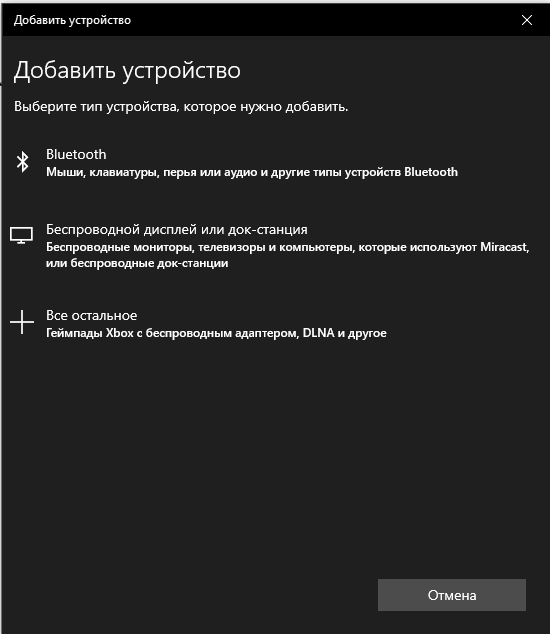 Добавить устройство
Добавить устройство
Выберите тип устройства, которое нужно добавить.
Bluetooth
Мыши, клавиатуры, перья или аудио и другие типы устройств Bluetooth
Беспроводной дисплей или док-станция
Беспроводные мониторы, телевизоры и компьютеры, которые используют Miracast,
или беспроводные док-станции
Все остальное
Геймпады Xbox с беспроводным адаптером, DLNA и другое
Отмена